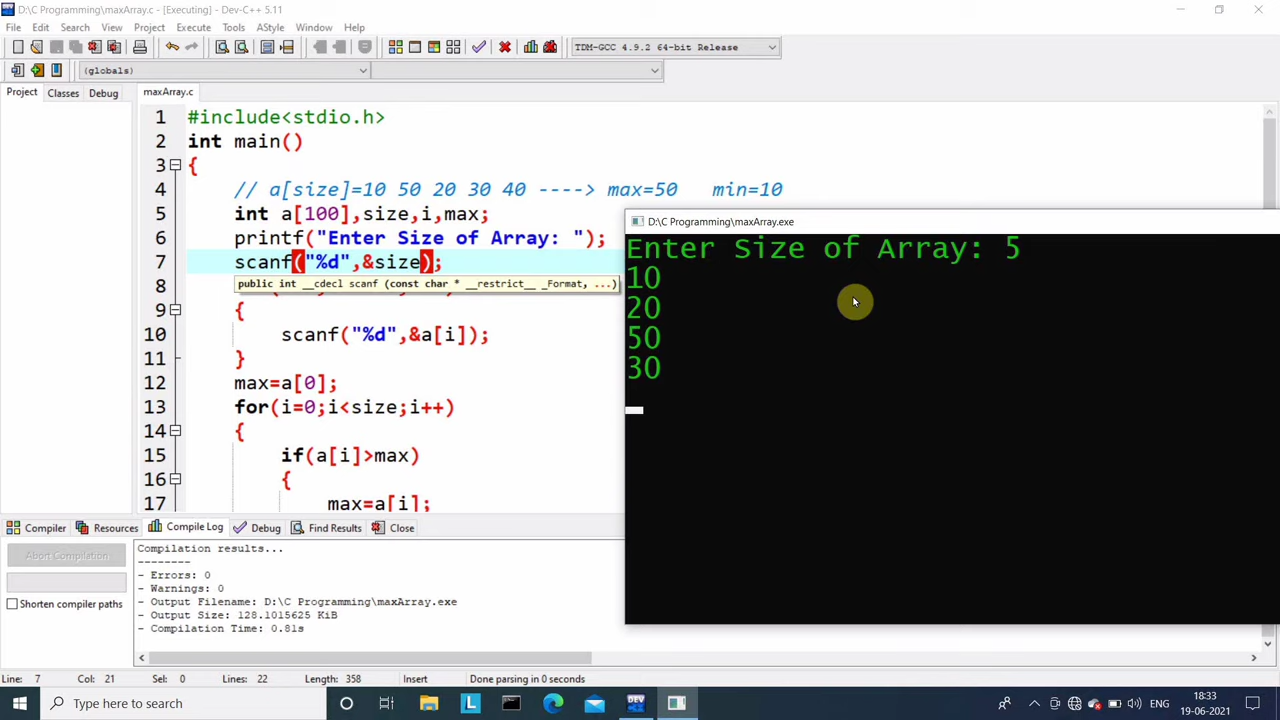 D:\C Programming\maxArray.c - [Executing] - Dev-C++ 5.11
File Edit Search View Project Execute Tools AStyle Window Help
TDM-GCC 4.9.2 64-bit Release
(globals)
Project Classes Debug
maxArray.c
1 #include<stdio.h>
2 int main()
3 {
4 // a[size]=10 50 20 30 40 ----> max=50 min=10
5 int a[100],size,i,max;
6 printf("Enter Size of Array: ");
7 scanf("%d",&size);
public int __cdecl scanf (const char * __restrict__ _Format, ...)
8
9 {
10 scanf("%d",&a[i]);
11 }
12 max=a[0];
13 for(i=0;i<size;i++)
14 {
15 if(a[i]>max)
16 {
17 max=a[i];
D:\C Programming\maxArray.exe
Enter Size of Array: 5
10
20
50
30
Compiler Resources Compile Log Debug Find Results Close
Abort Compilation
Shorten compiler paths
Compilation results...
--------
- Errors: 0
- Warnings: 0
- Output Filename: D:\C Programming\maxArray.exe
- Output Size: 128.1015625 KiB
- Compilation Time: 0.81s
Line: 7 Col: 21 Sel: 0 Lines: 22 Length: 358 Insert Done parsing in 0 seconds
Type here to search
L
DEV
ENG
18:33
19-06-2021